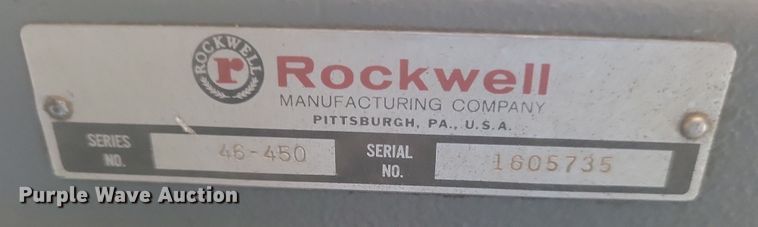 ROCKWELL
r
Rockwell
MANUFACTURING COMPANY
PITTSBURGH, PA., U.S.A.
SERIES NO. 46-450
SERIAL NO. 1605735
Purple Wave Auction